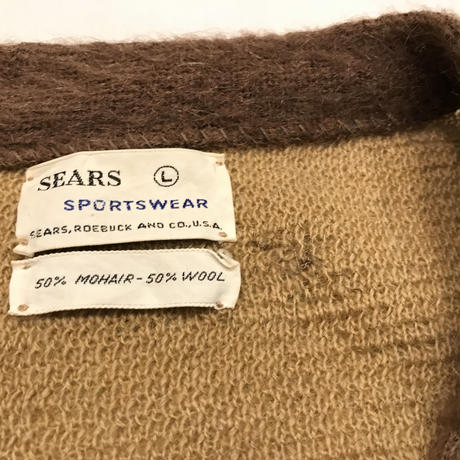 SEARS Ⓛ
SPORTSWEAR
SEARS, ROEBUCK AND CO., U.S.A.
50% MOHAIR - 50% WOOL